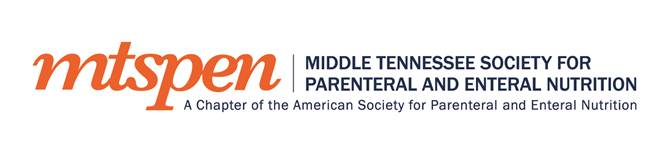 mtspen
MIDDLE TENNESSEE SOCIETY FOR
PARENTERAL AND ENTERAL NUTRITION
A Chapter of the American Society for Parenteral and Enteral Nutrition